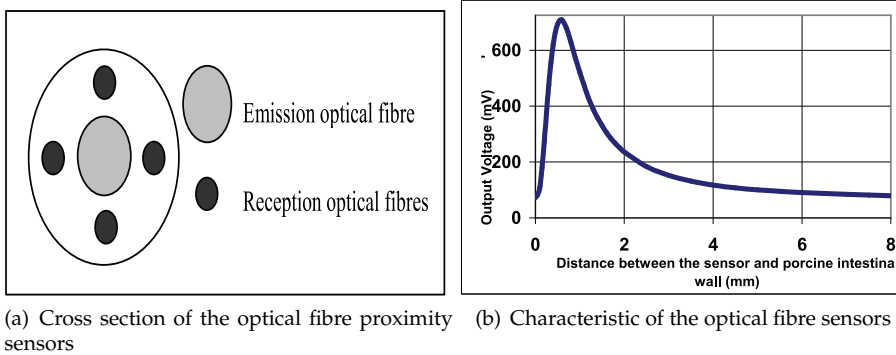 Emission optical fibre
Reception optical fibres
(a) Cross section of the optical fibre proximity
sensors
Output Voltage (mV)
600
400
200
0
0 2 4 6 8
Distance between the sensor and porcine intestina
wall (mm)
(b) Characteristic of the optical fibre sensors